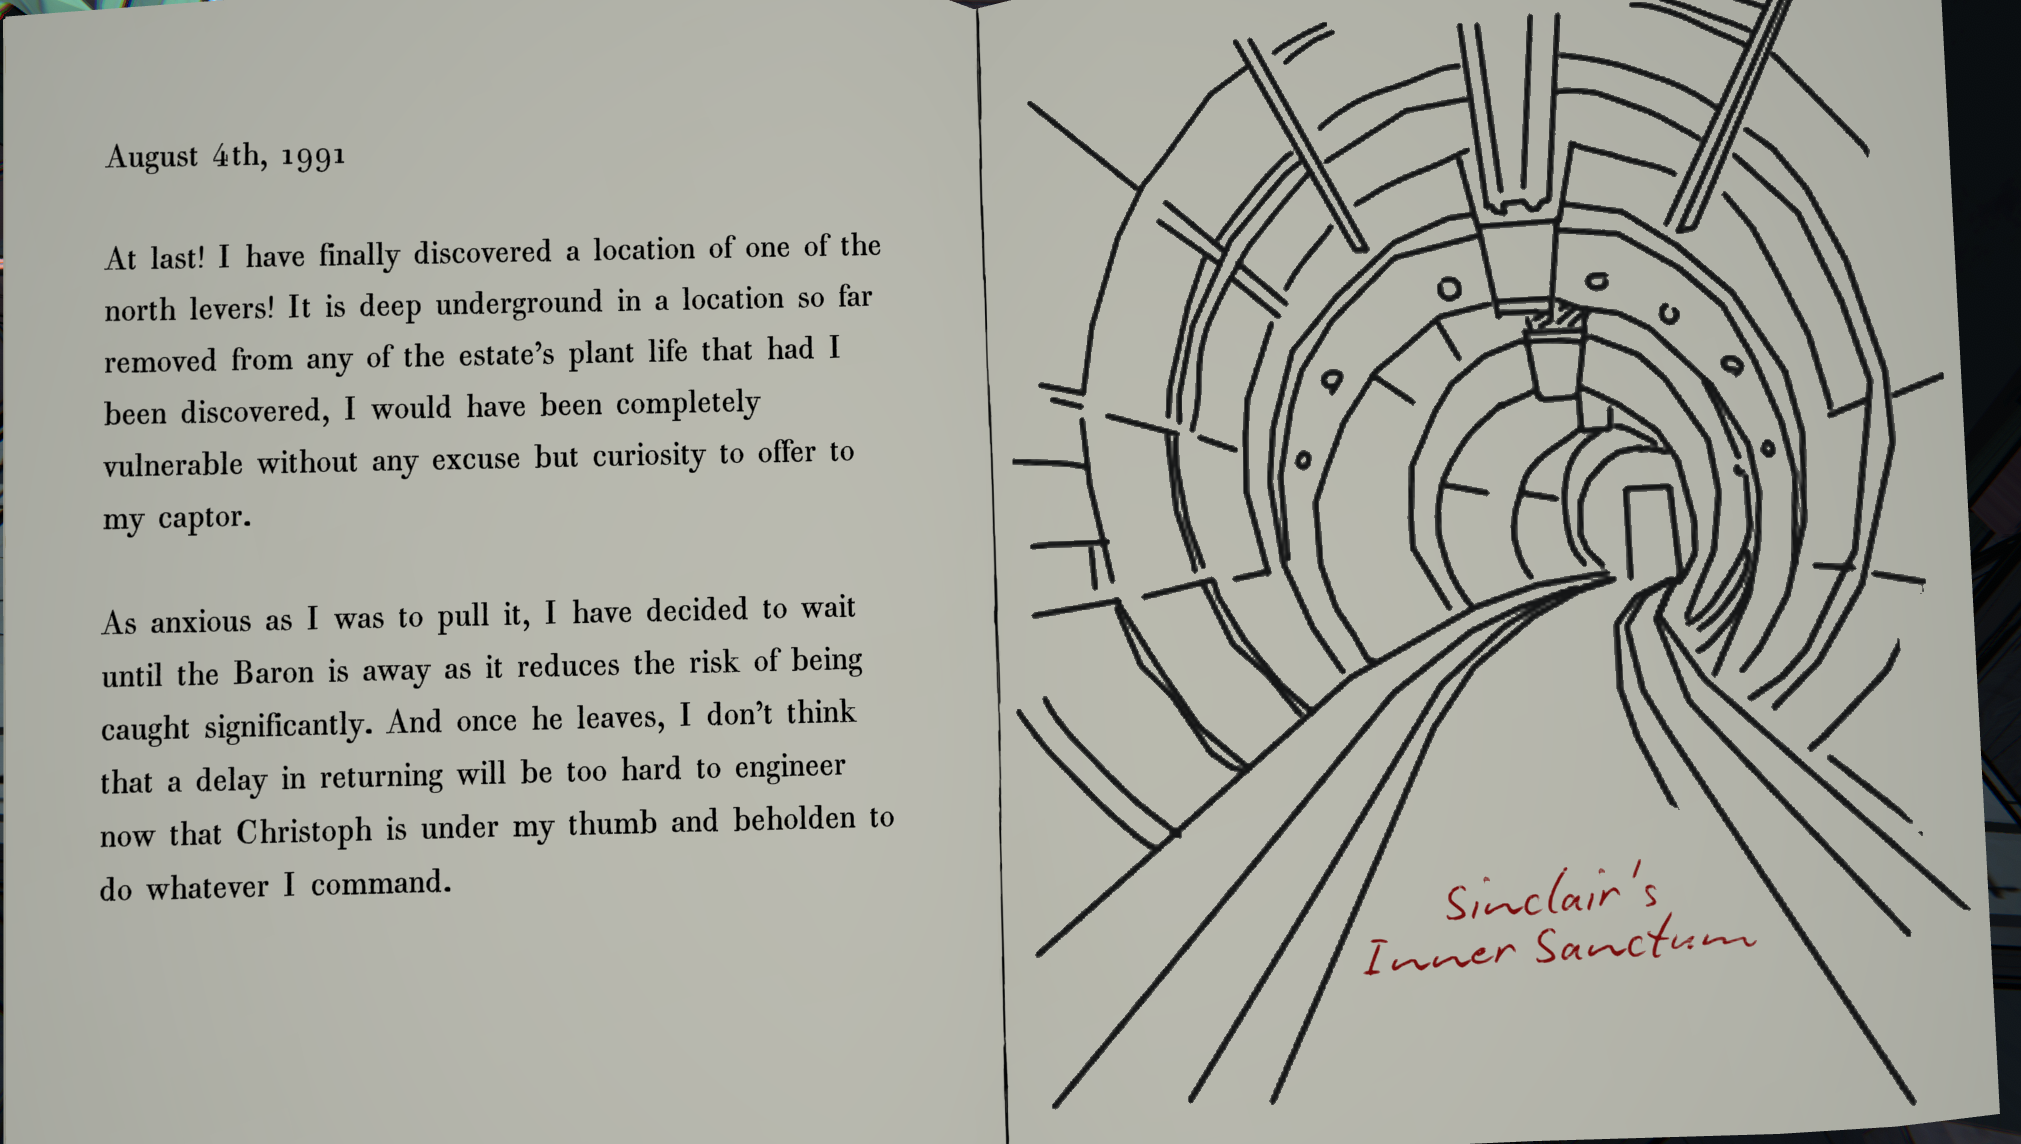 August 4th, 1991
At last! I have finally discovered a location of one of the
north levers! It is deep underground in a location so far
removed from any of the estate's plant life that had I
been discovered, I would have been completely
vulnerable without any excuse but curiosity to offer to
my captor.
As anxious as I was to pull it, I have decided to wait
until the Baron is away as it reduces the risk of being
caught significantly. And once he leaves, I don't think
that a delay in returning will be too hard to engineer
now that Christoph is under my thumb and beholden to
do whatever I command.
Sinclair's
Inner Sanctum